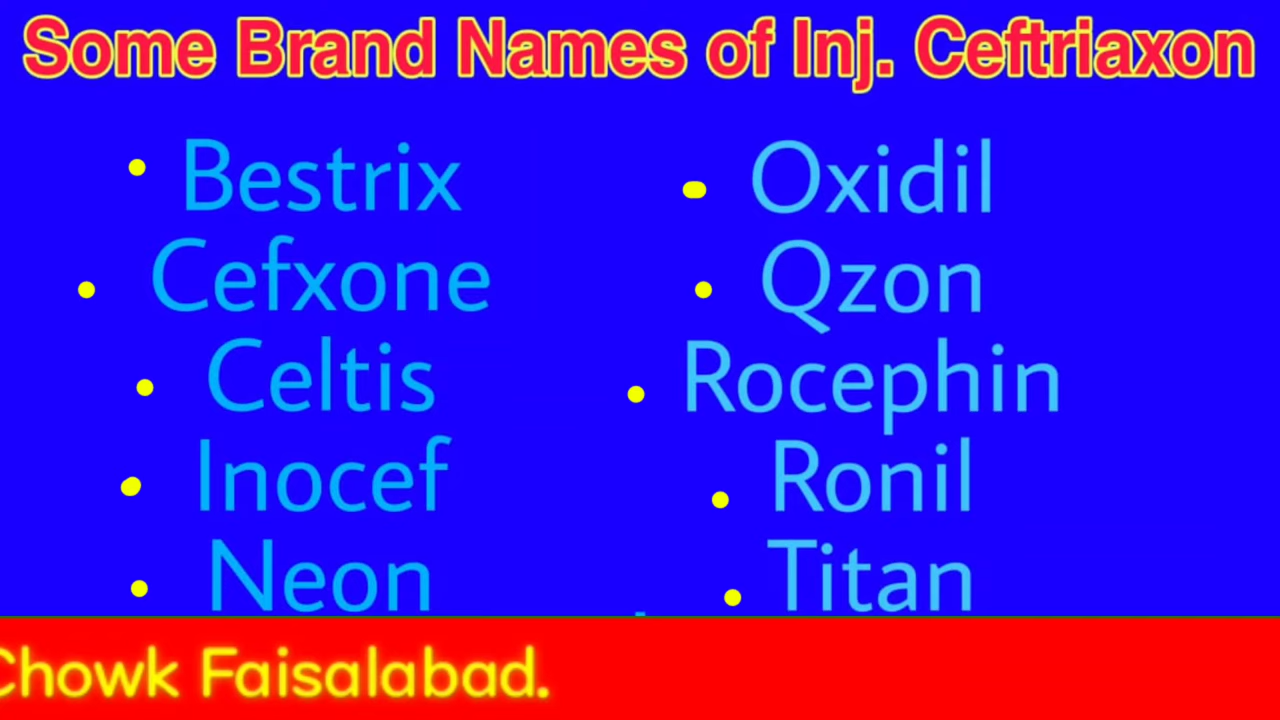 Some Brand Names of Inj. Ceftriaxon
Bestrix
Cefxone
Celtis
Inocef
Neon
Oxidil
Qzon
Rocephin
Ronil
Titan
Chowk Faisalabad.